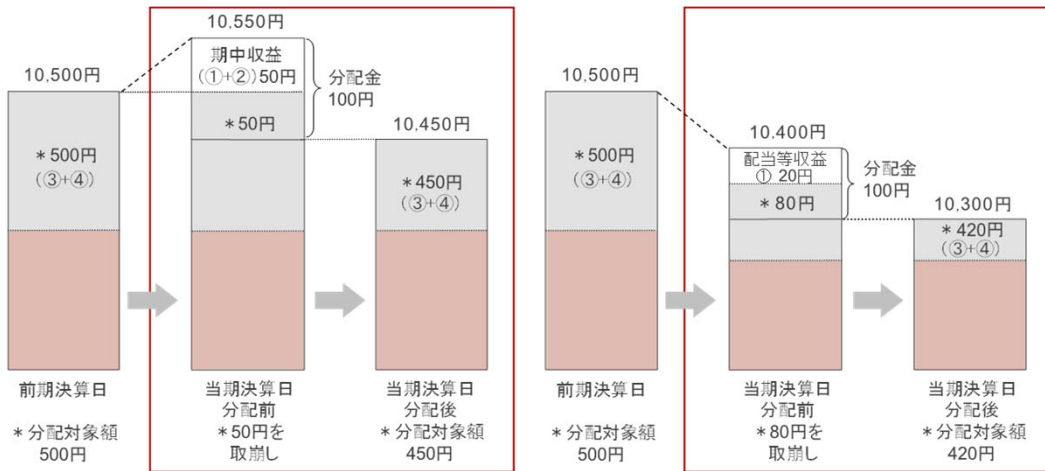 10,550円
期中収益
(①+②)50円
分配金
100円
10,500円
＊50円
10,450円
＊500円
(③+④)
＊450円
(③+④)
前期決算日
＊分配対象額
500円
当期決算日
分配前
＊50円を
取崩し
当期決算日
分配後
＊分配対象額
450円
10,500円
10,400円
配当等収益
① 20円
分配金
100円
＊500円
(③+④)
＊80円
10,300円
＊420円
(③+④)
前期決算日
＊分配対象額
500円
当期決算日
分配前
＊80円を
取崩し
当期決算日
分配後
＊分配対象額
420円